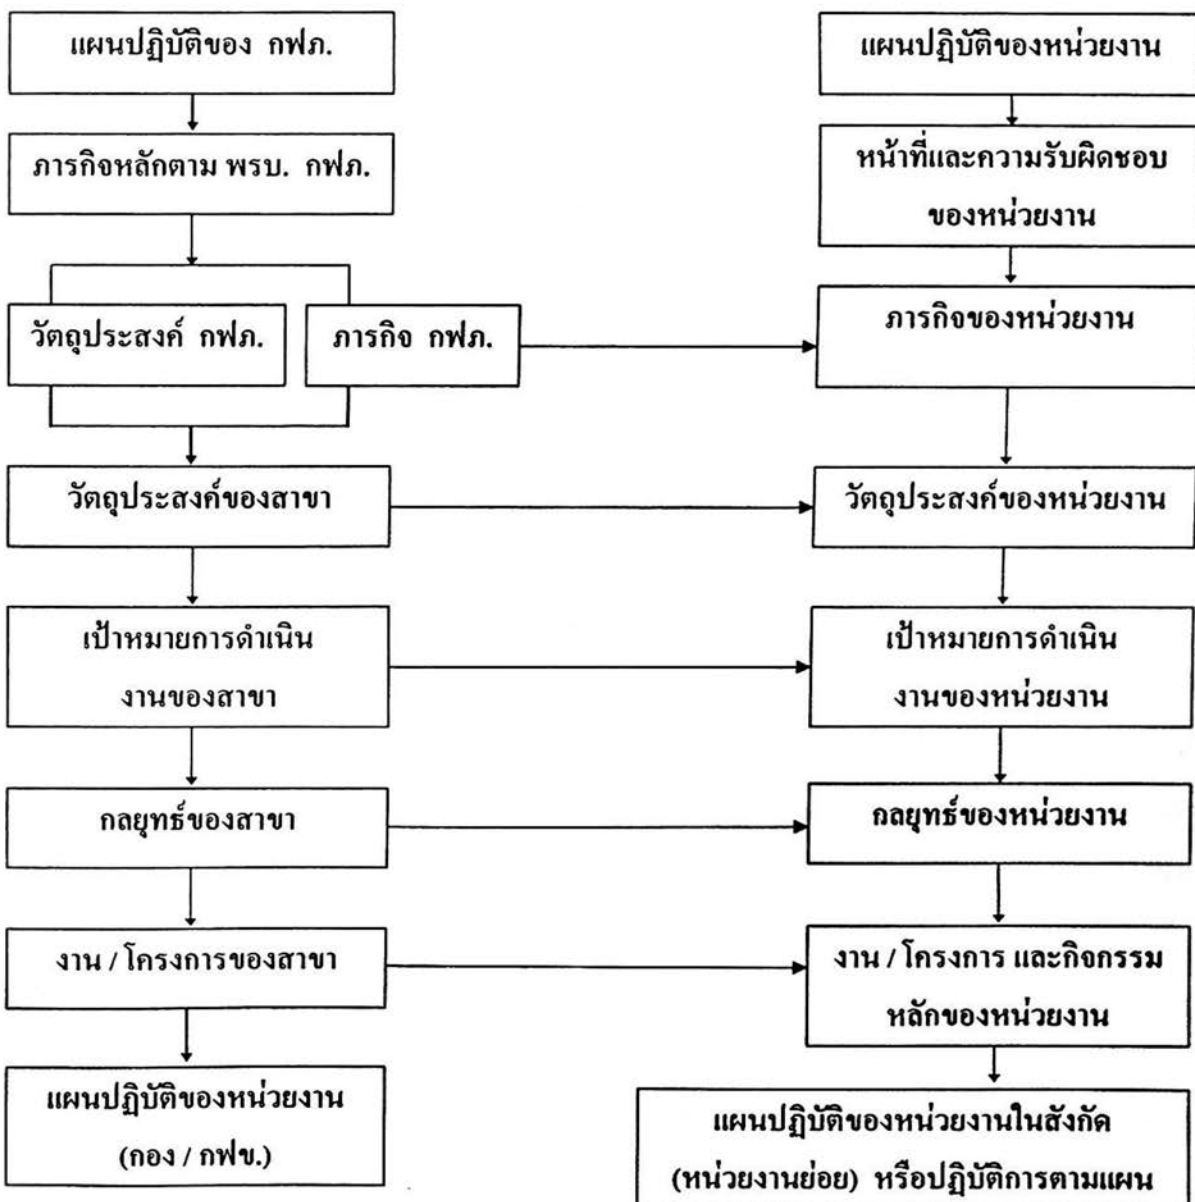 แผนปฏิบัติของ กฟภ.
ภารกิจหลักตาม พรบ. กฟภ.
วัตถุประสงค์ กฟภ.
ภารกิจ กฟภ.
วัตถุประสงค์ของสาขา
เป้าหมายการดำเนิน
งานของสาขา
กลยุทธ์ของสาขา
งาน / โครงการของสาขา
แผนปฏิบัติของหน่วยงาน
(กอง / กฟข.)
แผนปฏิบัติของหน่วยงาน
หน้าที่และความรับผิดชอบ
ของหน่วยงาน
ภารกิจของหน่วยงาน
วัตถุประสงค์ของหน่วยงาน
เป้าหมายการดำเนิน
งานของหน่วยงาน
กลยุทธ์ของหน่วยงาน
งาน / โครงการ และกิจกรรม
หลักของหน่วยงาน
แผนปฏิบัติของหน่วยงานในสังกัด
(หน่วยงานย่อย) หรือปฏิบัติการตามแผน